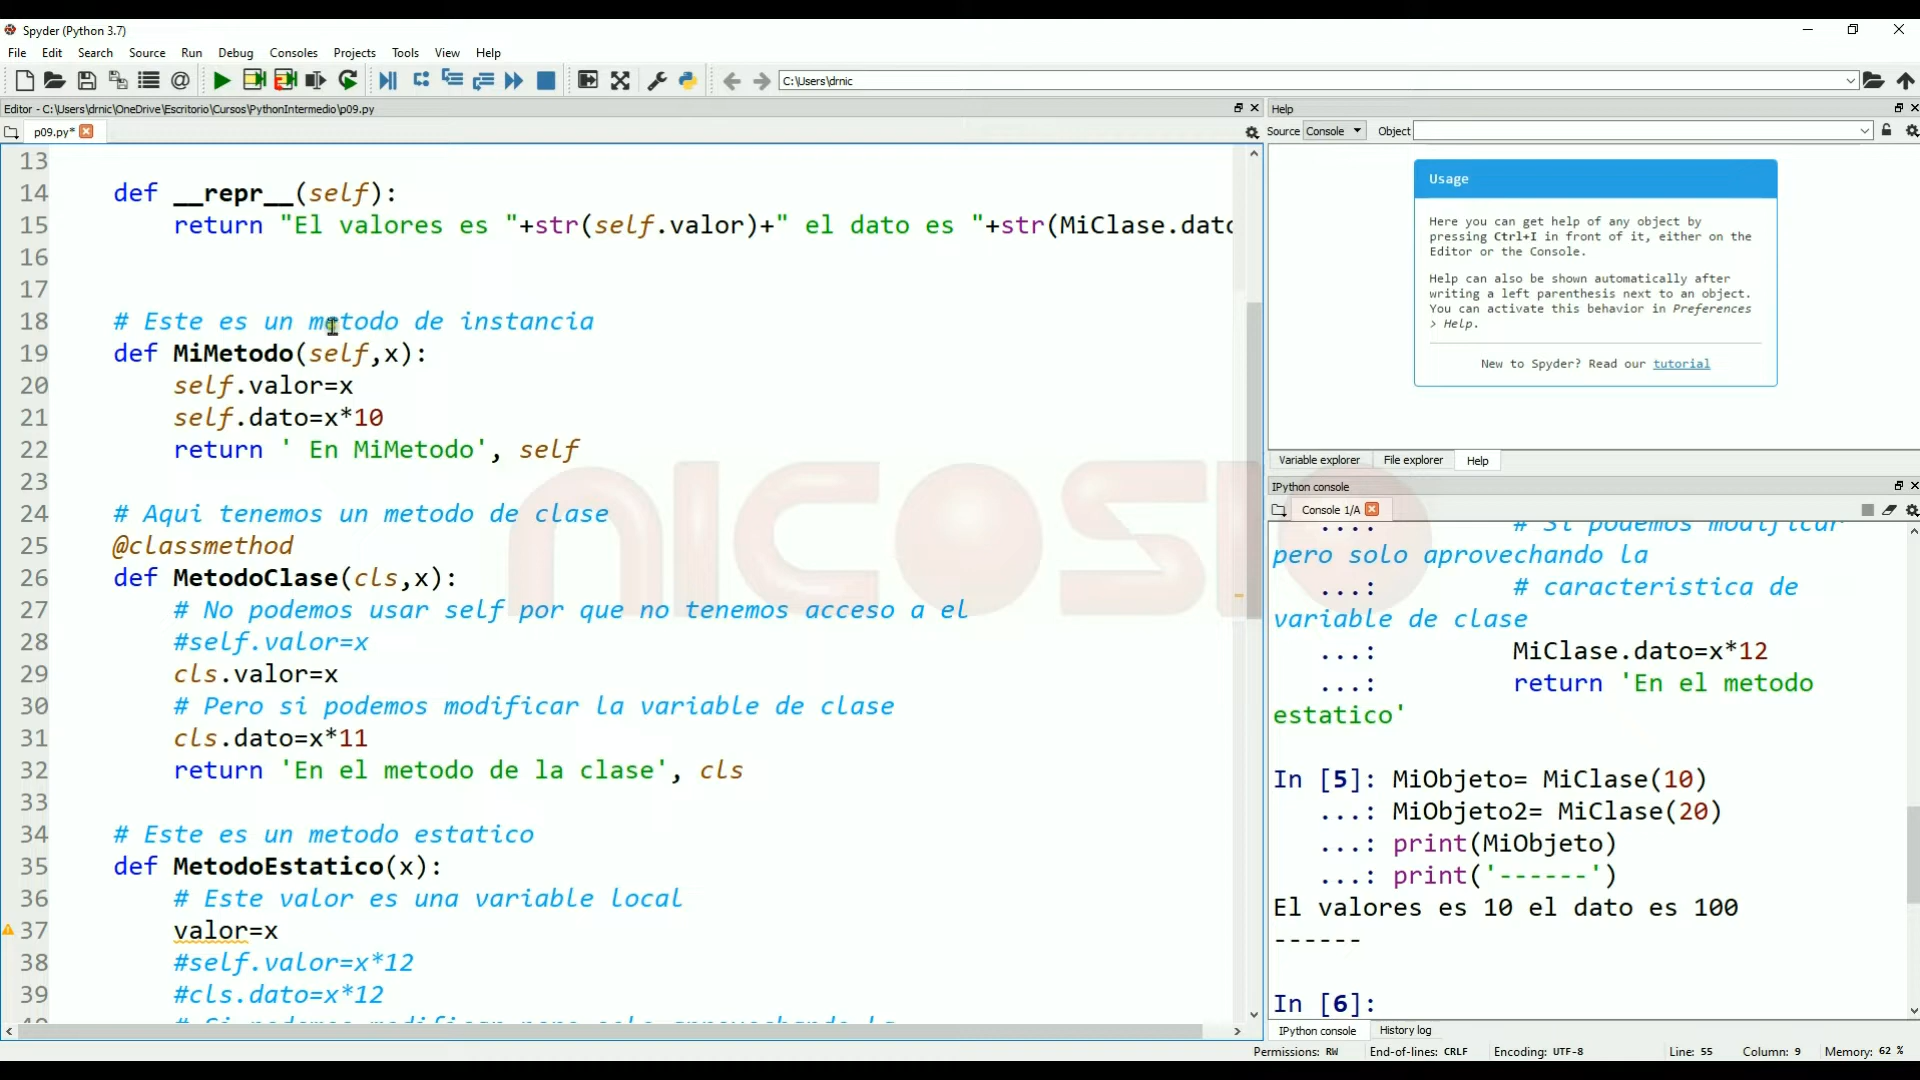 Spyder (Python 3.7)
File Edit Search Source Run Debug Consoles Projects Tools View Help
C:\Users\drnic
Editor - C:\Users\drnic\OneDrive\Escritorio\Cursos\PythonIntermedio\p09.py
p09.py*
13
14 def __repr__(self):
15 return "El valores es "+str(self.valor)+" el dato es "+str(MiClase.dato
16
17
18 # Este es un metodo de instancia
19 def MiMetodo(self,x):
20 self.valor=x
21 self.dato=x*10
22 return ' En MiMetodo', self
23
24 # Aqui tenemos un metodo de clase
25 @classmethod
26 def MetodoClase(cls,x):
27 # No podemos usar self por que no tenemos acceso a el
28 #self.valor=x
29 cls.valor=x
30 # Pero si podemos modificar la variable de clase
31 cls.dato=x*11
32 return 'En el metodo de la clase', cls
33
34 # Este es un metodo estatico
35 def MetodoEstatico(x):
36 # Este valor es una variable local
37 valor=x
38 #self.valor=x*12
39 #cls.dato=x*12
40 # Si podemos modificar pero solo aprovechando la
NICOSIO
Help
Source Console Object
Usage
Here you can get help of any object by
pressing Ctrl+I in front of it, either on the
Editor or the Console.
Help can also be shown automatically after
writing a left parenthesis next to an object.
You can activate this behavior in Preferences
> Help.
New to Spyder? Read our tutorial
Variable explorer File explorer Help
IPython console
Console 1/A
...: # Si podemos modificar
pero solo aprovechando la
...: # caracteristica de
variable de clase
...: MiClase.dato=x*12
...: return 'En el metodo
estatico'
In [5]: MiObjeto= MiClase(10)
...: MiObjeto2= MiClase(20)
...: print(MiObjeto)
...: print('------')
El valores es 10 el dato es 100
------
In [6]:
IPython console History log
Permissions: RW End-of-lines: CRLF Encoding: UTF-8 Line: 55 Column: 9 Memory: 62 %